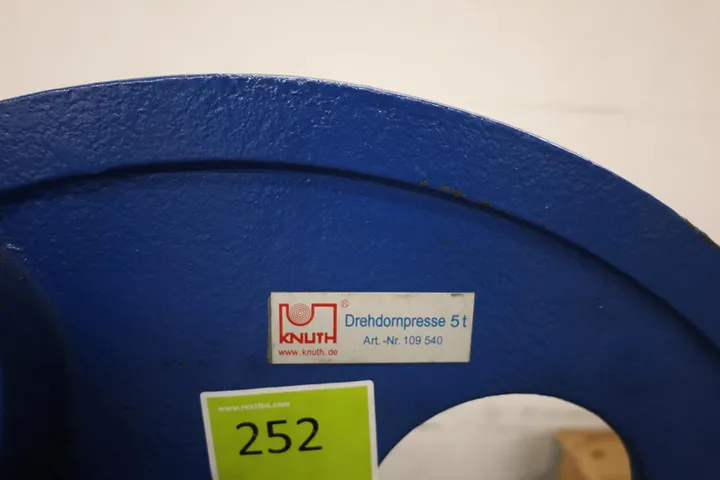 KNUTH ®
www.knuth.de
Drehdornpresse 5 t
Art. -Nr. 109 540
www.restlos.com
252